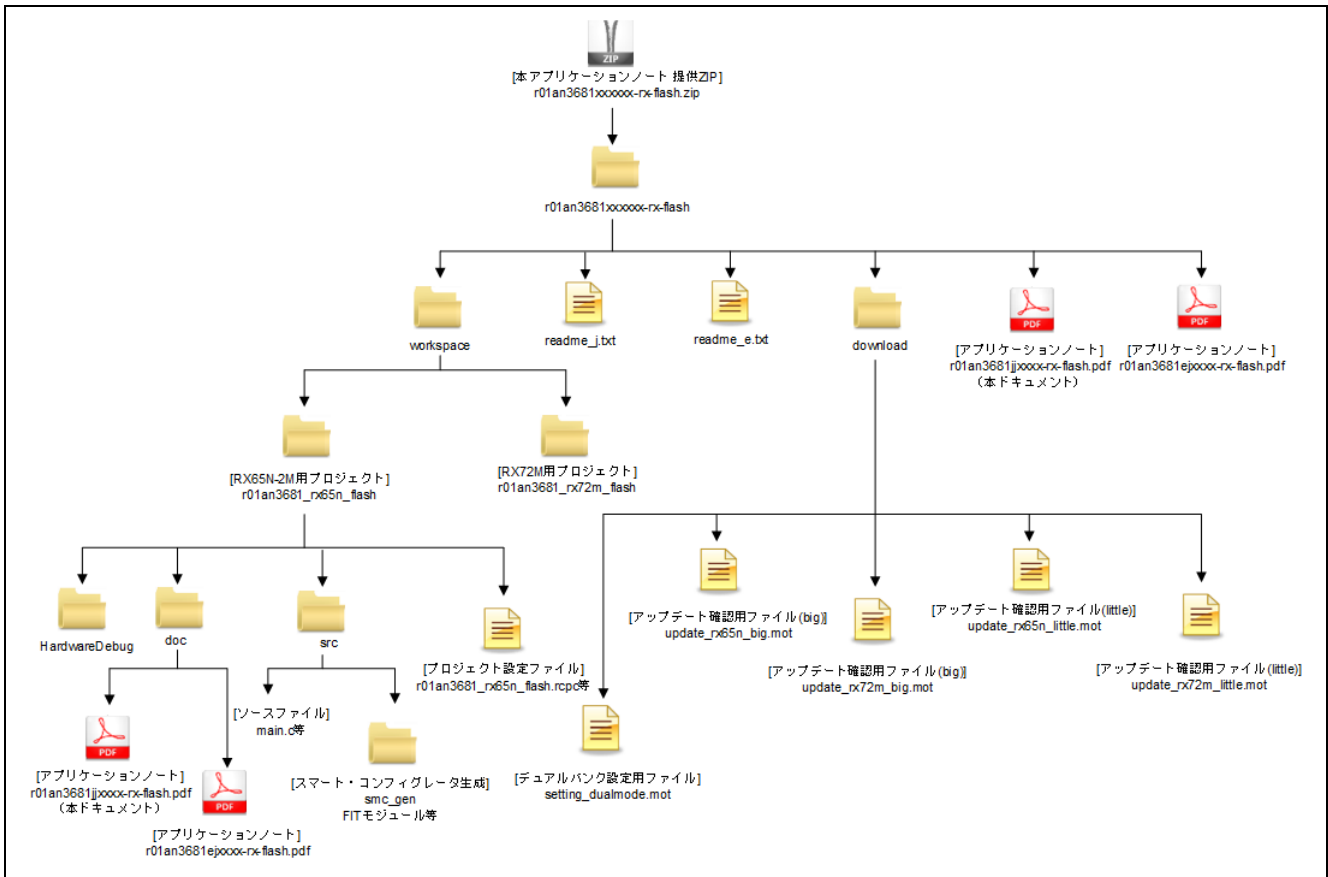 ZIP
[本アプリケーションノート 提供ZIP]
r01an3681xxxxxx-rx-flash.zip
r01an3681xxxxxx-rx-flash
workspace
readme_j.txt
readme_e.txt
download
PDF
[アプリケーションノート]
r01an3681jjxxxx-rx-flash.pdf
(本ドキュメント)
PDF
[アプリケーションノート]
r01an3681ejxxxx-rx-flash.pdf
[RX65N-2M用プロジェクト]
r01an3681_rx65n_flash
[RX72M用プロジェクト]
r01an3681_rx72m_flash
HardwareDebug
doc
src
[プロジェクト設定ファイル]
r01an3681_rx65n_flash.rcpc等
[アップデート確認用ファイル(big)]
update_rx65n_big.mot
[アップデート確認用ファイル(big)]
update_rx72m_big.mot
[アップデート確認用ファイル(little)]
update_rx65n_little.mot
[アップデート確認用ファイル(little)]
update_rx72m_little.mot
PDF
[アプリケーションノート]
r01an3681jjxxxx-rx-flash.pdf
(本ドキュメント)
PDF
[アプリケーションノート]
r01an3681ejxxxx-rx-flash.pdf
[ソースファイル]
main.c等
[スマート・コンフィグレータ生成]
smc_gen
FITモジュール等
[デュアルバンク設定用ファイル]
setting_dualmode.mot